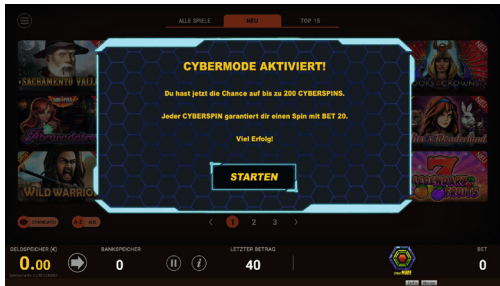 ALLE SPIELE NEU TOP 15
CYBERMODE AKTIVIERT!
Du hast jetzt die Chance auf bis zu 200 CYBERSPINS.
Jeder CYBERSPIN garantiert dir einen Spin mit BET 20.
Viel Erfolg!
STARTEN
SACRAMENTO VALL
WILD WARRIO
A-Z
1 2 3
GELDSPEICHER (€) BANKSPEICHER LETZTER BETRAG BET
0.00 0 40 0